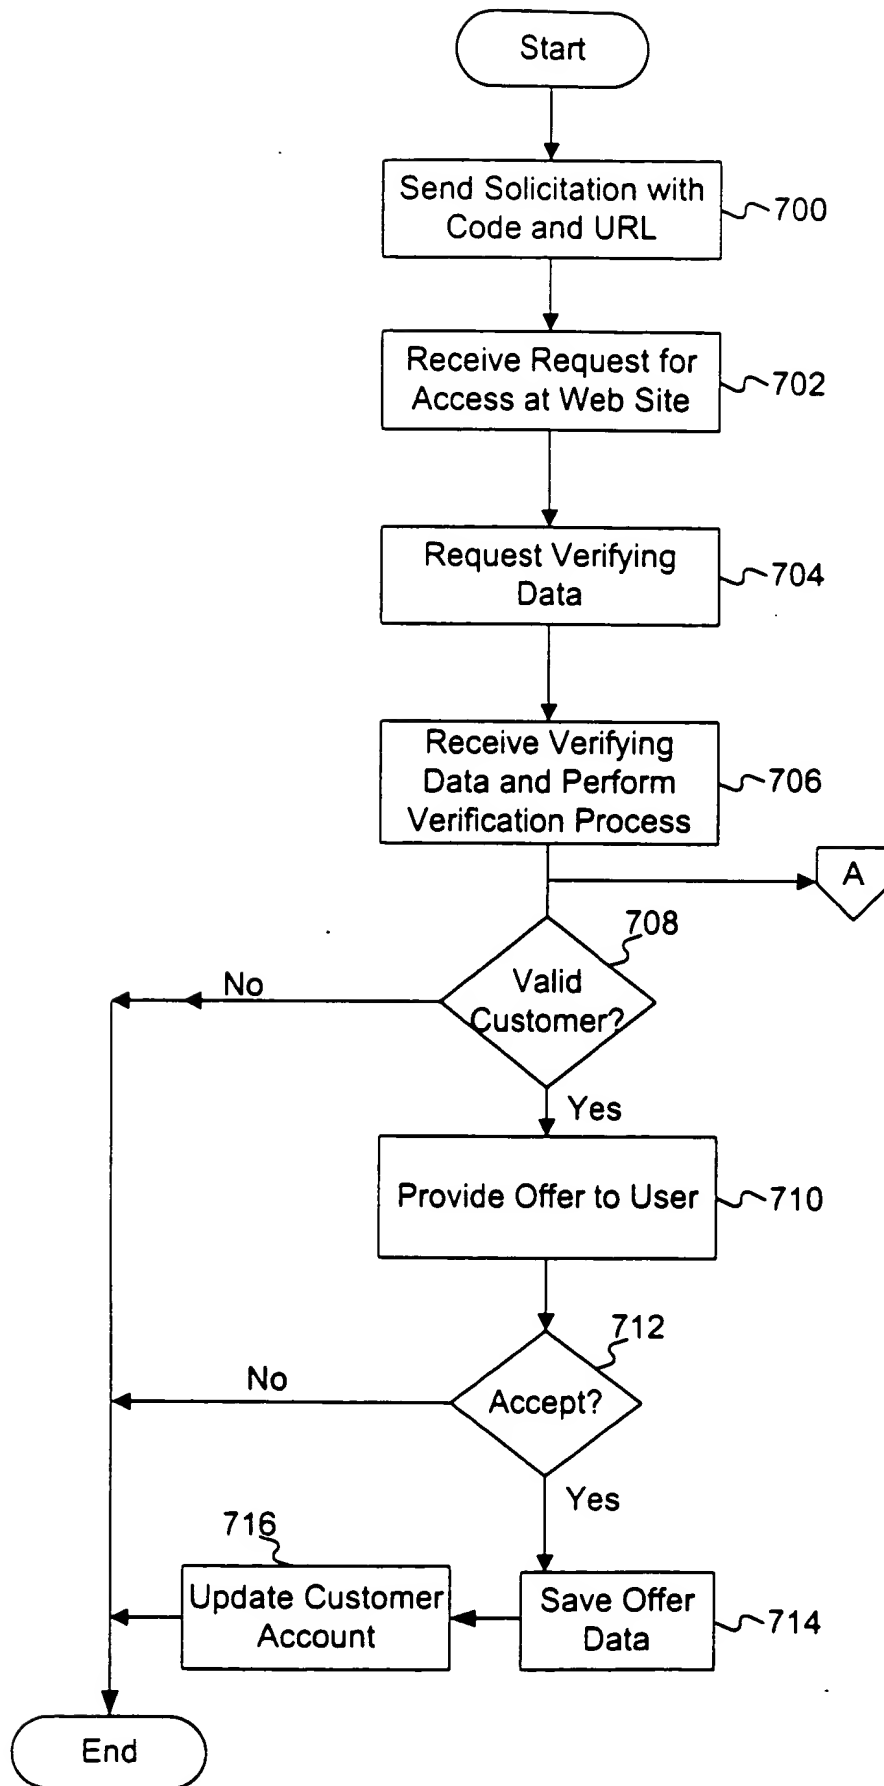 Start
Send Solicitation with
Code and URL
700
Receive Request for
Access at Web Site
702
Request Verifying
Data
704
Receive Verifying
Data and Perform
Verification Process
706
A
708
Valid
Customer?
No
Yes
Provide Offer to User
710
712
Accept?
No
Yes
716
Update Customer
Account
Save Offer
Data
714
End